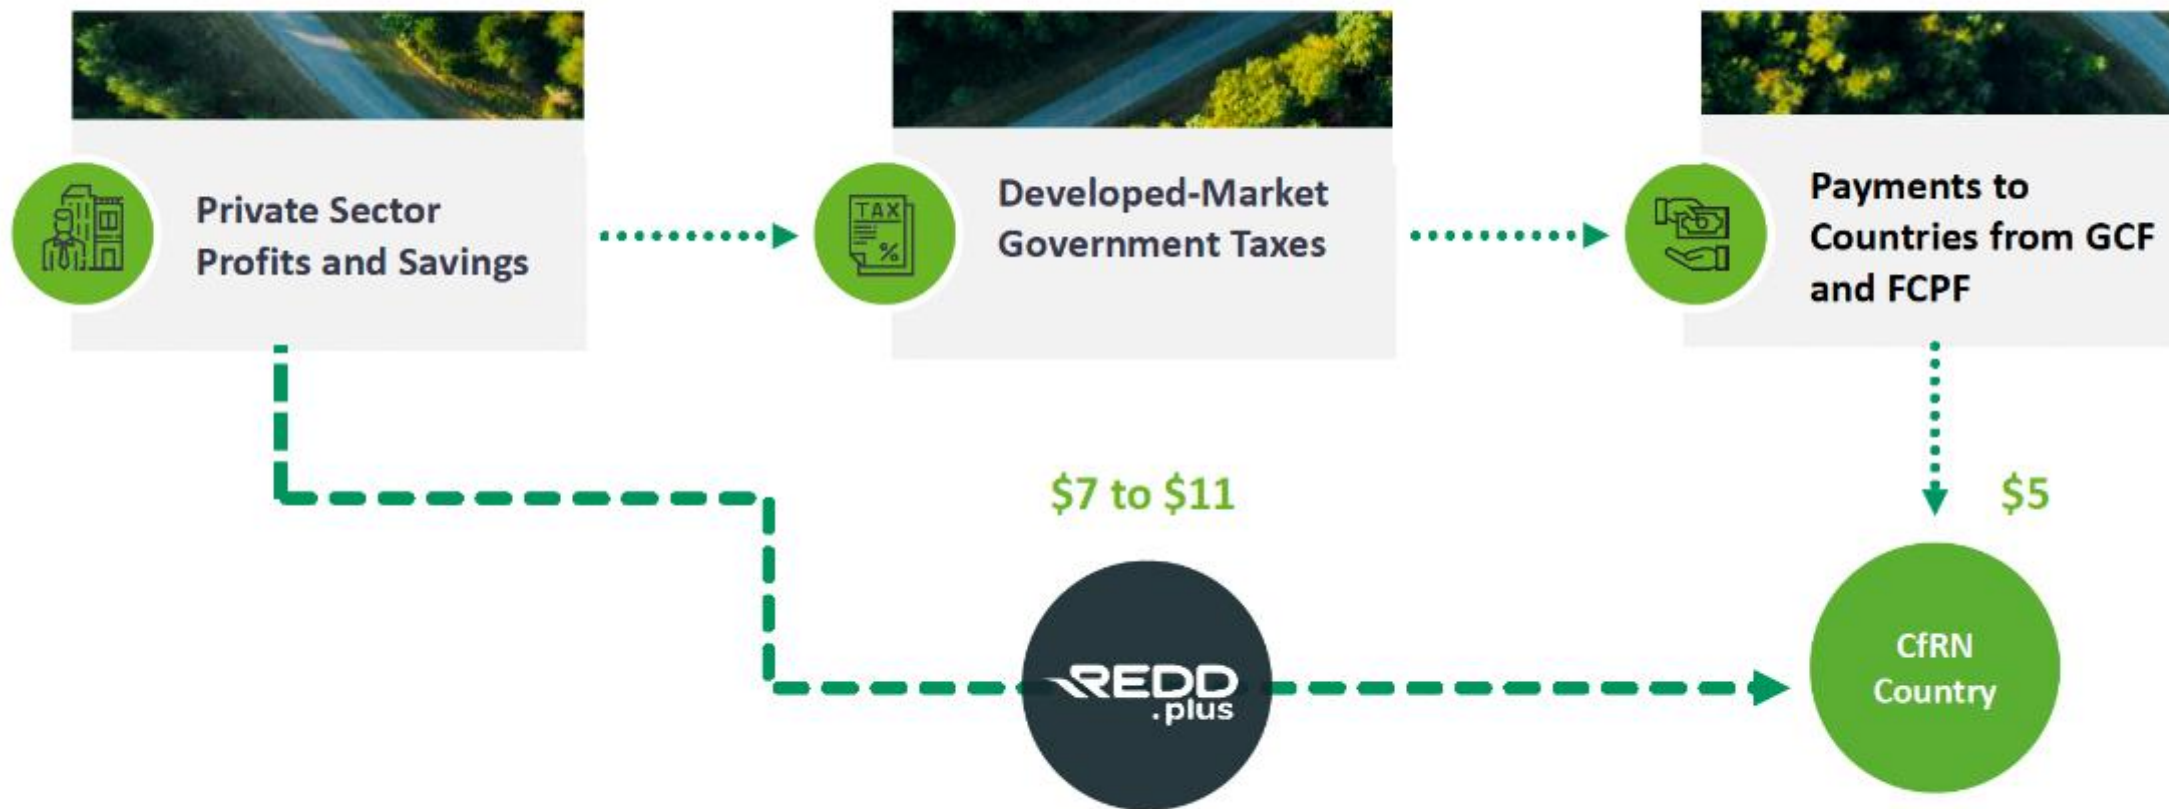 Private Sector
Profits and Savings
TAX
%
Developed-Market
Government Taxes
Payments to
Countries from GCF
and FCPF
$7 to $11
$5
REDD
.plus
CfRN
Country